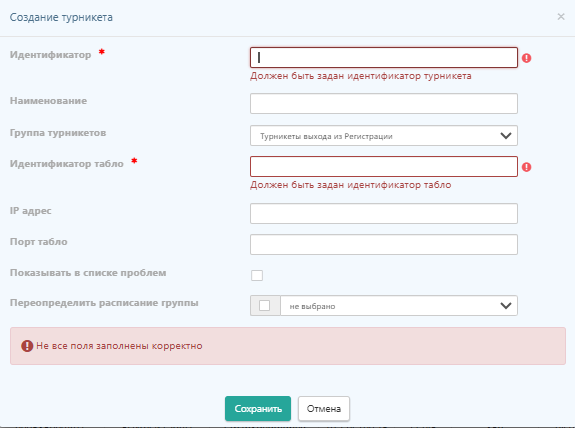 Создание турникета ×
Идентификатор *
Должен быть задан идентификатор турникета
Наименование
Группа турникетов Турникеты выхода из Регистрации
Идентификатор табло *
Должен быть задан идентификатор табло
IP адрес
Порт табло
Показывать в списке проблем
Переопределить расписание группы не выбрано
Не все поля заполнены корректно
Сохранить Отмена